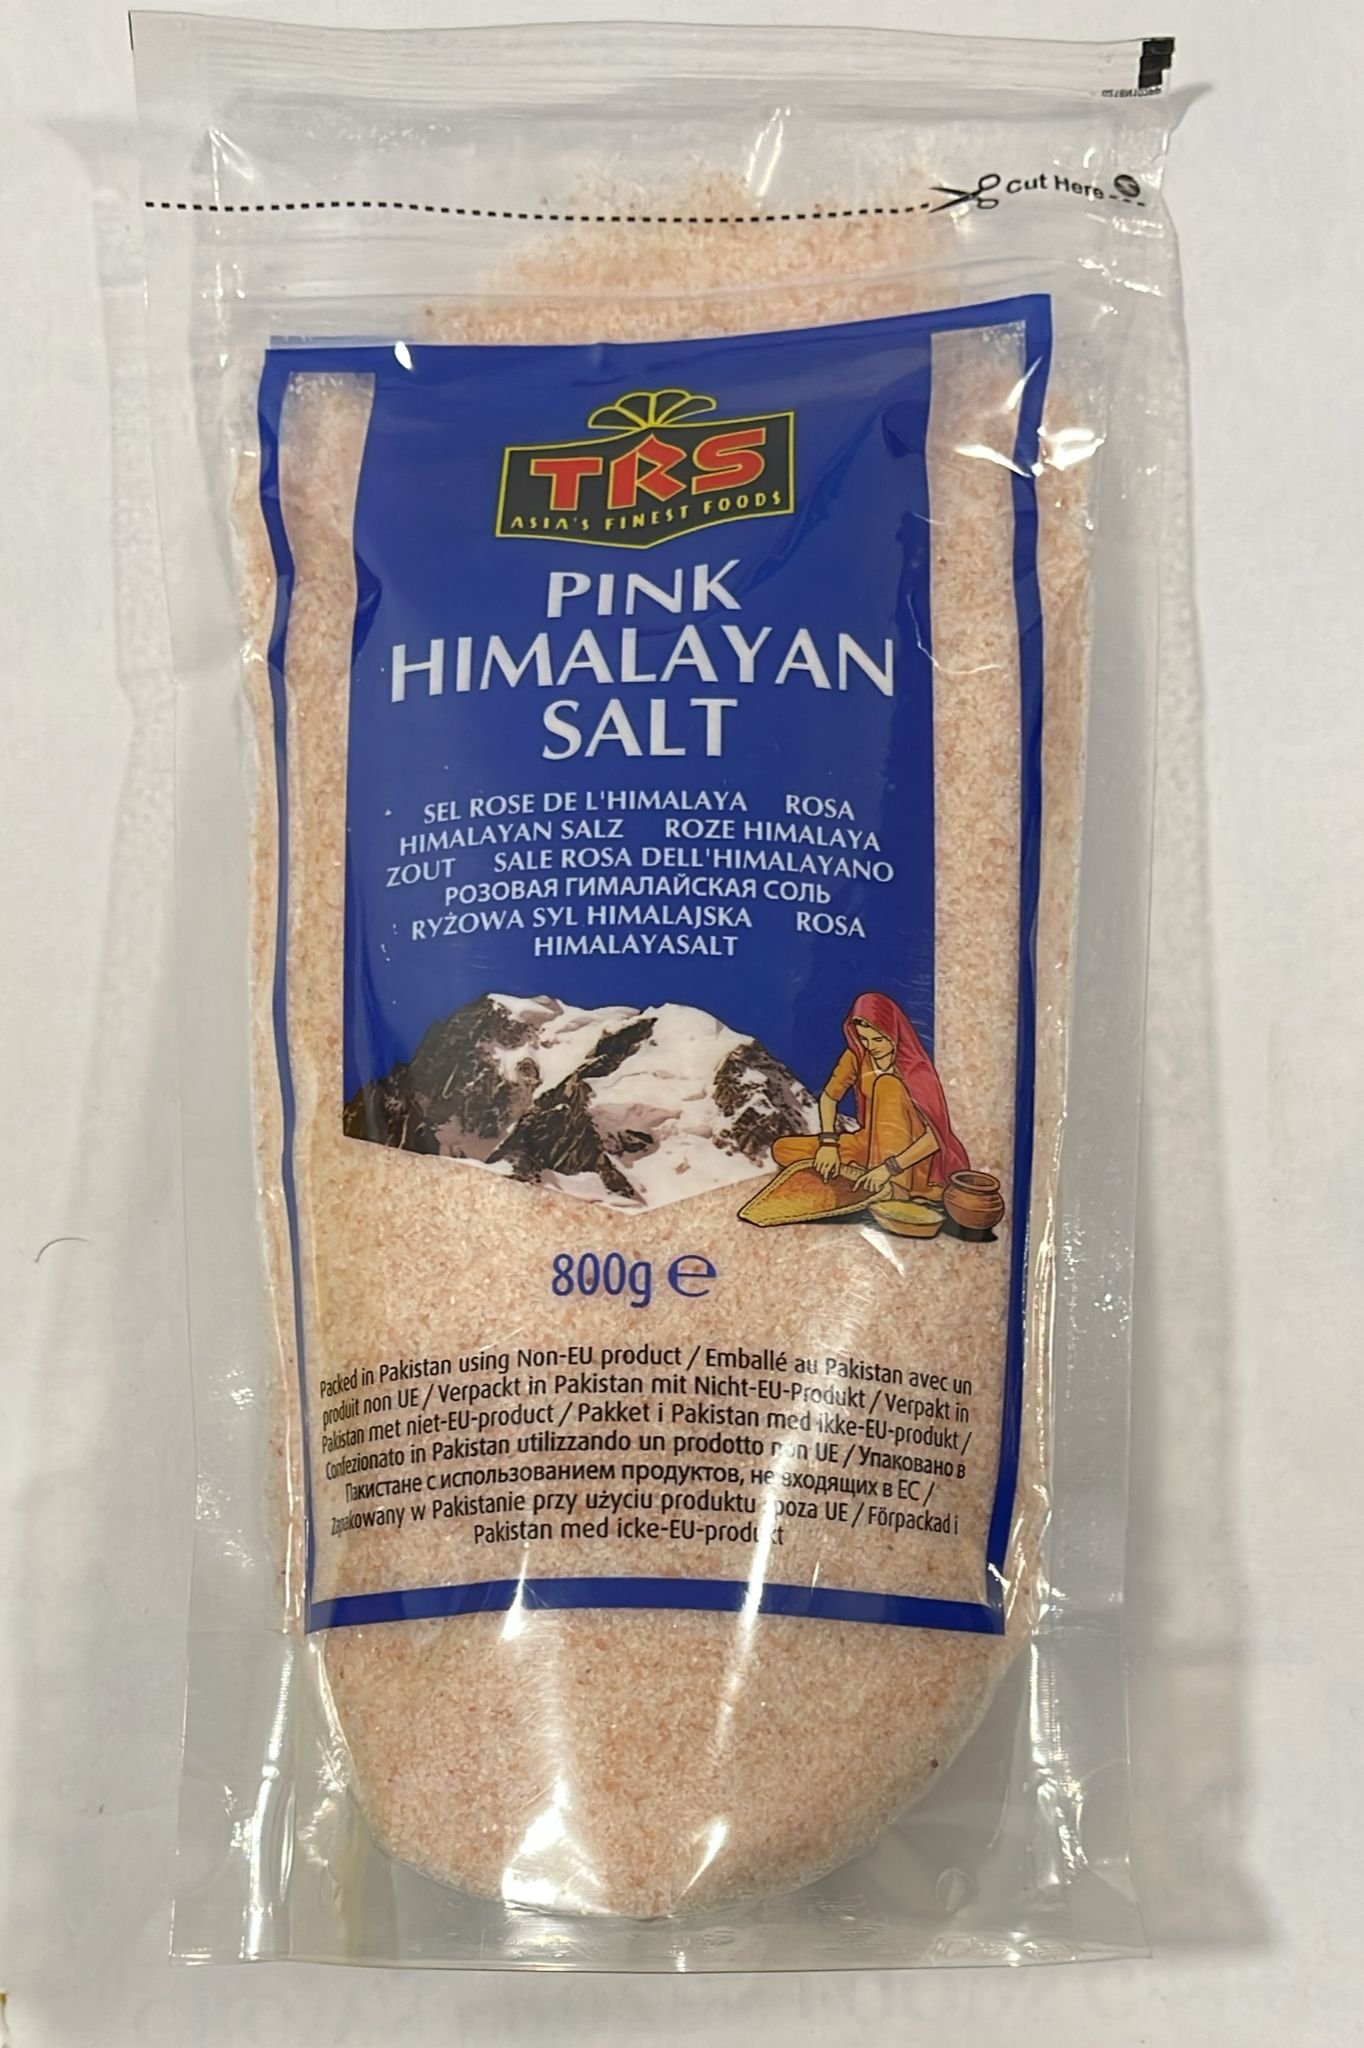 Cut Here
TRS
ASIA'S FINEST FOODS
PINK
HIMALAYAN
SALT
SEL ROSE DE L'HIMALAYA ROSA
HIMALAYAN SALZ ROZE HIMALAYA
ZOUT SALE ROSA DELL'HIMALAYANO
РОЗОВАЯ ГИМАЛАЙСКАЯ СОЛЬ
RYŻOWA SYL HIMALAJSKA ROSA
HIMALAYASALT
800g ℮
Packed in Pakistan using Non-EU product / Emballé au Pakistan avec un
produit non UE / Verpackt in Pakistan mit Nicht-EU-Produkt / Verpakt in
Pakistan met niet-EU-product / Pakket i Pakistan med ikke-EU-produkt /
Confezionato in Pakistan utilizzando un prodotto non UE / Упаковано в
Пакистане с использованием продуктов, не входящих в ЕС /
Zapakowany w Pakistanie przy użyciu produktu spoza UE / Förpackad i
Pakistan med icke-EU-produkt